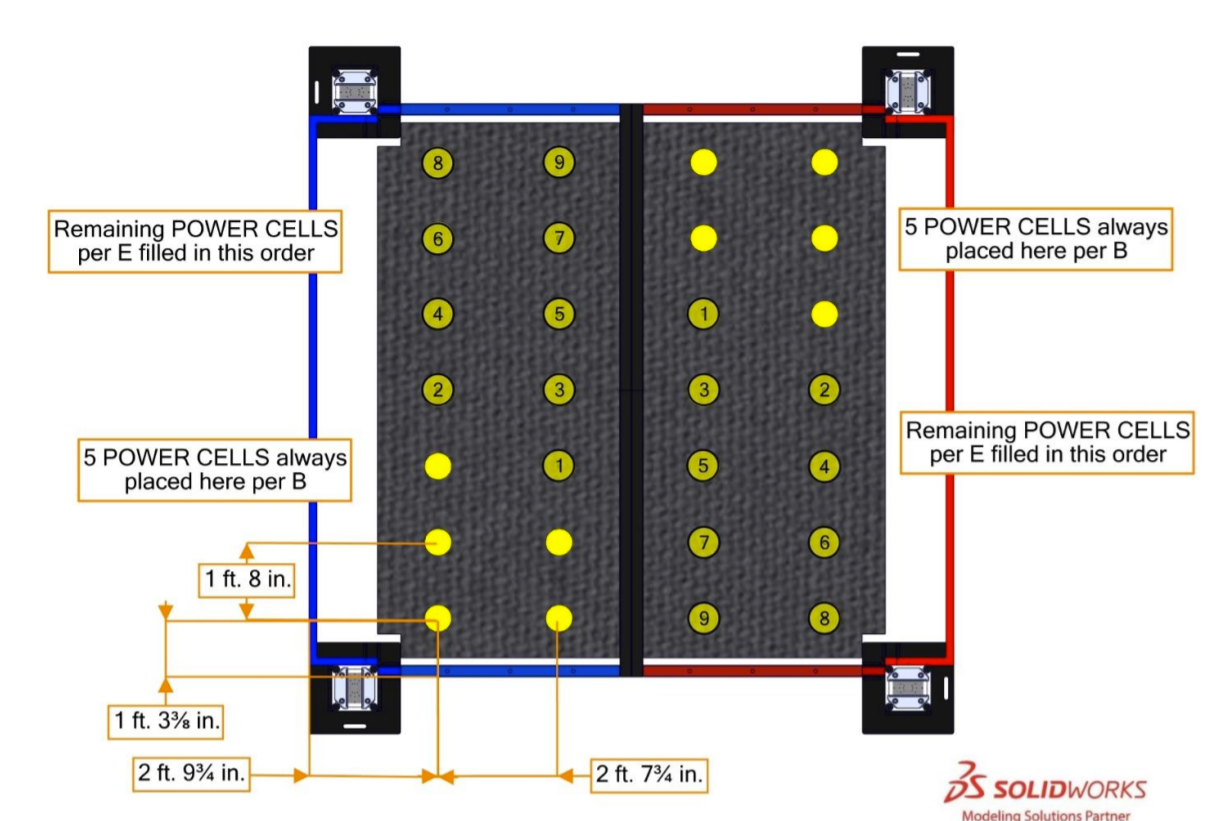 8 9
6 7
Remaining POWER CELLS
per E filled in this order
5 POWER CELLS always
placed here per B
4 5 1
2 3 3 2
5 POWER CELLS always
placed here per B
Remaining POWER CELLS
per E filled in this order
1 5 4
7 6
1 ft. 8 in.
9 8
1 ft. 3⅜ in.
2 ft. 9¾ in.
2 ft. 7¾ in.
3S SOLIDWORKS
Modeling Solutions Partner